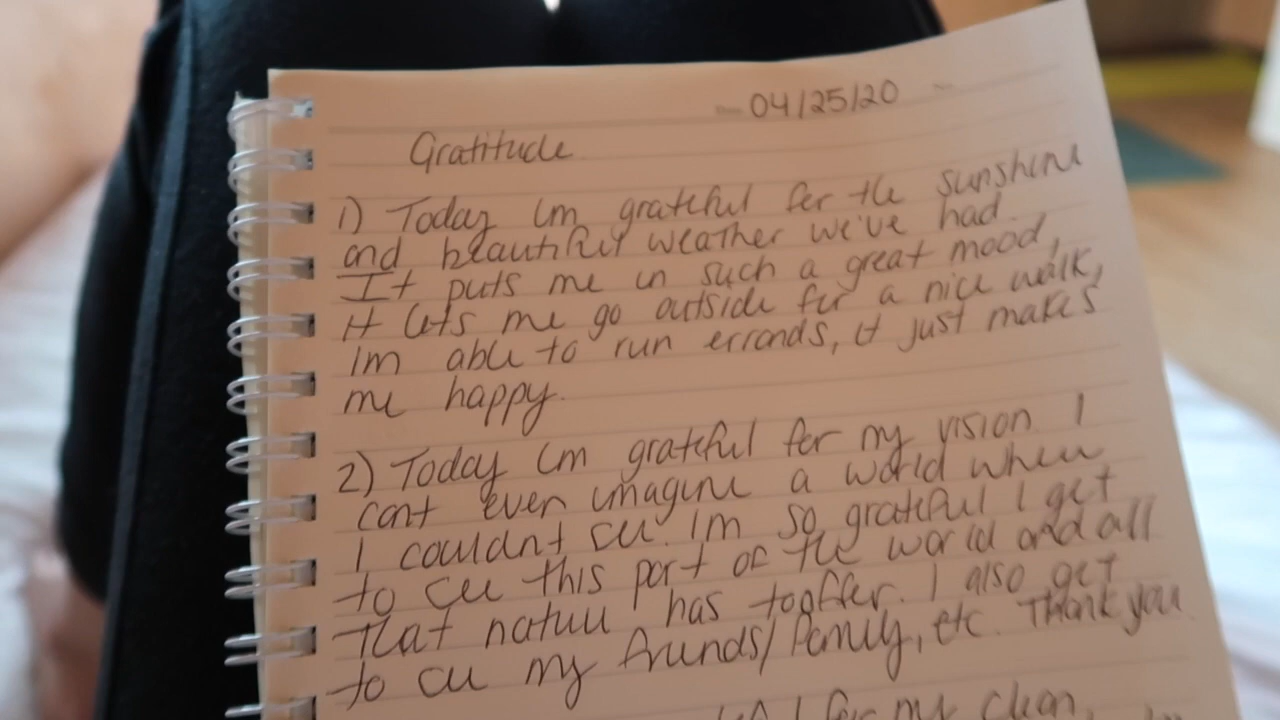 04/25/20
Gratitude
1) Today Im grateful for the sunshine
and beautiful weather we've had.
It puts me in such a great mood,
it lets me go outside for a nice walk,
Im able to run errands, it just makes
me happy.
2) Today Im grateful for my vision I
cant even imagine a world where
I couldnt see. Im so grateful I get
to see this part of the world and all
that nature has tooffer. I also get
to see my friends/family, etc. Thank you
I for my clean,